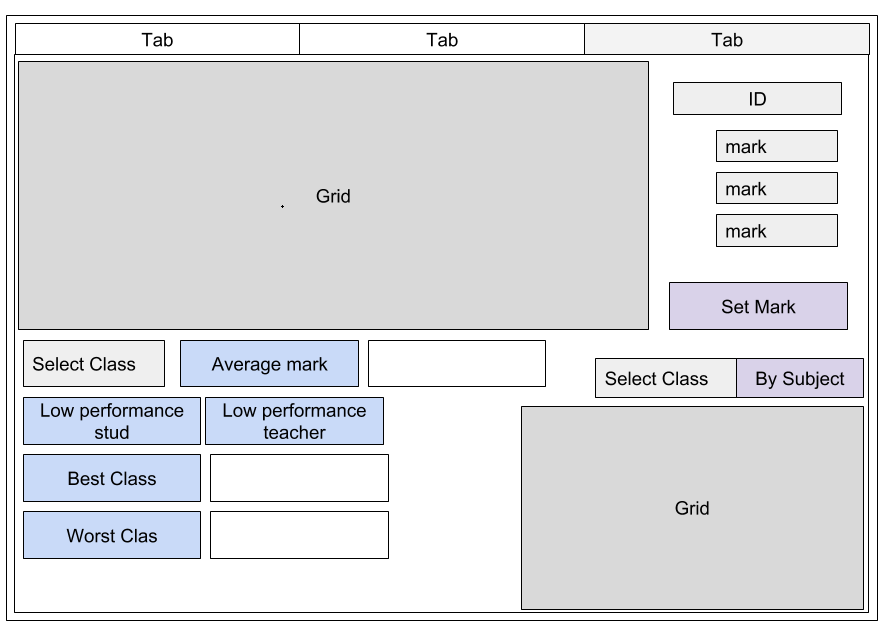 Tab
Tab
Tab
Grid
ID
mark
mark
mark
Set Mark
Select Class
Average mark
Select Class
By Subject
Low performance
stud
Low performance
teacher
Best Class
Worst Clas
Grid